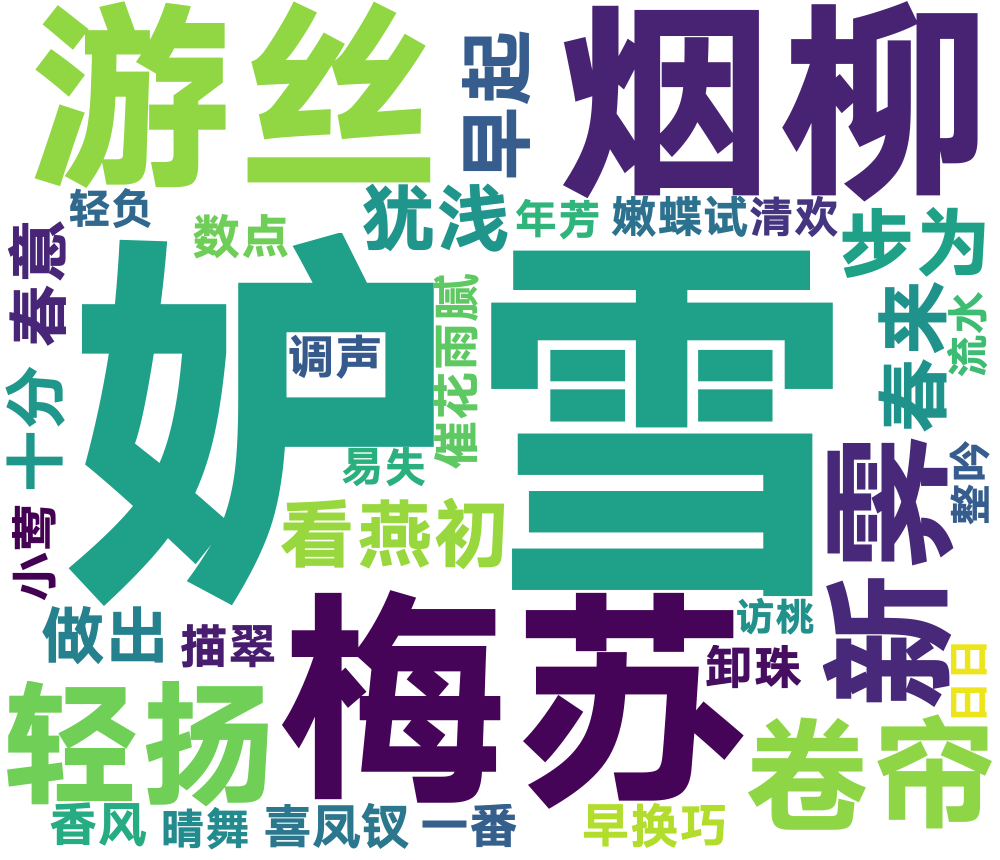 游丝
早起
烟柳
轻负
数点
犹浅
年芳
嫩蝶试
清欢
步为
春意
妒雪
调声
催花雨腻
春来
流水
十分
易失
看燕初
新霁
整吟
小莺
做出
描翠
梅苏
访桃
卸珠
日日
轻扬
卷帘
香风
晴舞
喜凤钗
一番
早换巧